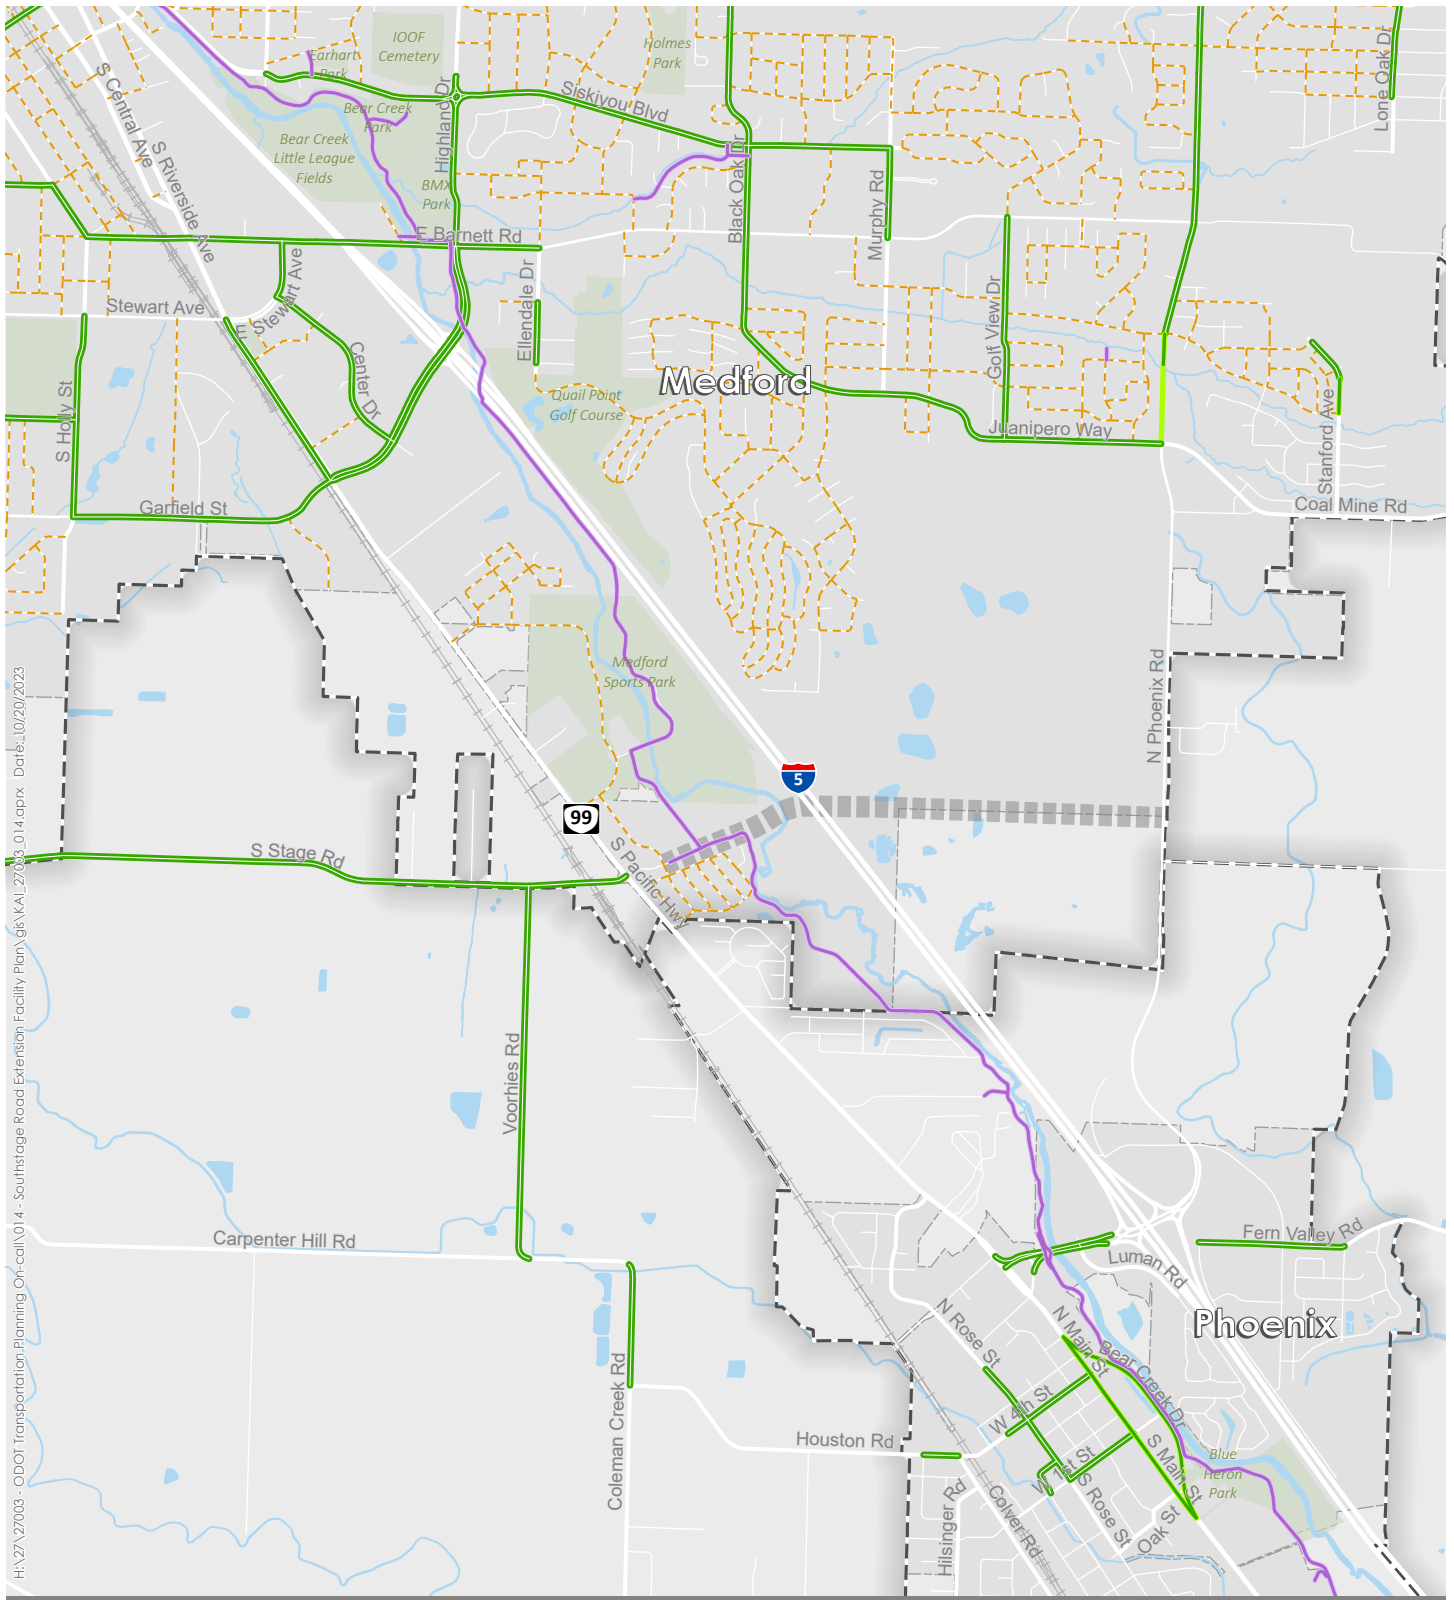 IOOF
Cemetery
Holmes
Park
Earhart
Park
Lone Oak Dr
S Central Ave
Siskiyou Blvd
Highland Dr
Bear Creek
Park
Bear Creek
Little League
Fields
S Riverside Ave
BMX
Park
Black Oak Dr
Murphy Rd
E Barnett Rd
Stewart Ave
E Stewart Ave
Ellendale Dr
Golf View Dr
Center Dr
Medford
Quail Point
Golf Course
S Holly St
Juanipero Way
Stanford Ave
Garfield St
Coal Mine Rd
Medford
Sports Park
N Phoenix Rd
5
99
S Stage Rd
S Pacific Hwy
Voorhies Rd
Carpenter Hill Rd
Fern Valley Rd
Luman Rd
Phoenix
N Rose St
N Main St
Bear Creek Dr
Coleman Creek Rd
W 4th St
Houston Rd
S Main St
Blue
Heron
Park
W 1st St
S Rose St
Hilsinger Rd
Colver Rd
Oak St
H:\27\27003 - ODOT Transportation Planning On-call\014 - Southstage Road Extension Facility Plan\gis\KAI_27003_014.aprx Date: 10/20/2023